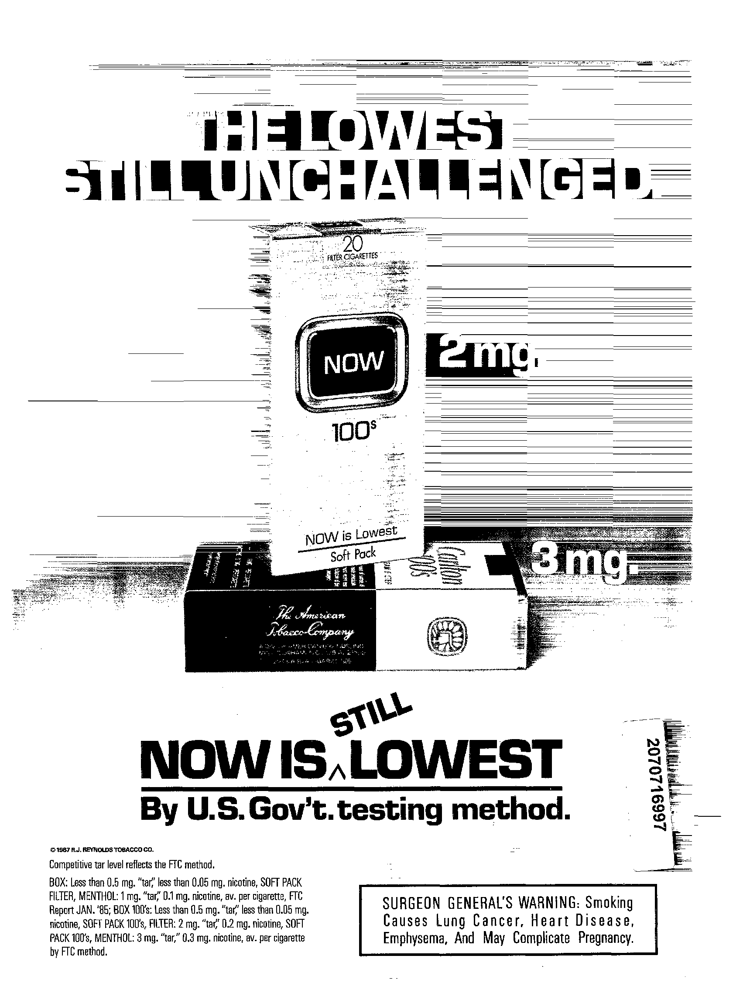 THE LOWEST
STILL UNCHALLENGED.
20
FILTER CIGARETTES
NOW
2 mg.
100s
NOW is Lowest
Soft Pack
Carlton
100s
3 mg.
The American
Tobacco Company
STILL
NOW IS ^ LOWEST
By U.S. Gov't. testing method.
2070716997
© 1987 R.J. REYNOLDS TOBACCO CO.
Competitive tar level reflects the FTC method.
BOX: Less than 0.5 mg. "tar," less than 0.05 mg. nicotine, SOFT PACK
FILTER, MENTHOL: 1 mg. "tar," 0.1 mg. nicotine, av. per cigarette, FTC
Report JAN. '85; BOX 100's: Less than 0.5 mg. "tar," less than 0.05 mg.
nicotine, SOFT PACK 100's, FILTER: 2 mg. "tar," 0.2 mg. nicotine, SOFT
PACK 100's, MENTHOL: 3 mg. "tar," 0.3 mg. nicotine, av. per cigarette
by FTC method.
SURGEON GENERAL'S WARNING: Smoking
Causes Lung Cancer, Heart Disease,
Emphysema, And May Complicate Pregnancy.